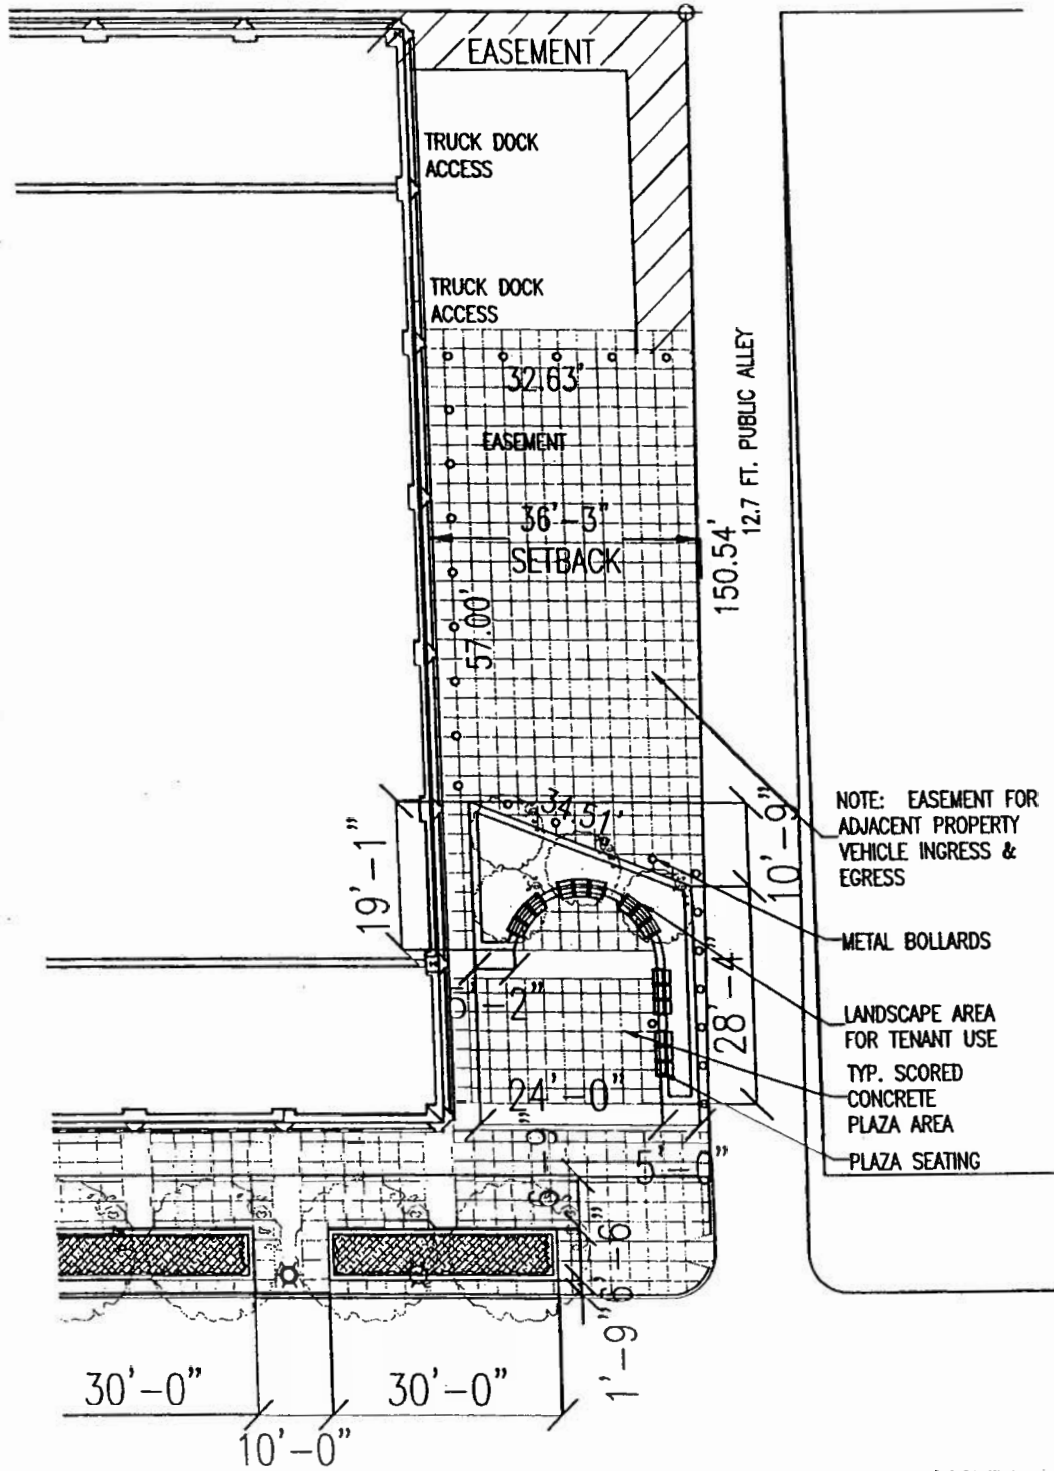 EASEMENT
TRUCK DOCK
ACCESS
TRUCK DOCK
ACCESS
32.63'
EASEMENT
36'-3"
SETBACK
57.00'
150.54'
12.7 FT. PUBLIC ALLEY
34.51'
19'-1"
10'-9"
NOTE: EASEMENT FOR
ADJACENT PROPERTY
VEHICLE INGRESS &
EGRESS
METAL BOLLARDS
28'-4"
LANDSCAPE AREA
FOR TENANT USE
TYP. SCORED
CONCRETE
PLAZA AREA
PLAZA SEATING
24'-0"
5'-0"
30'-0"
10'-0"
30'-0"
1'-9"